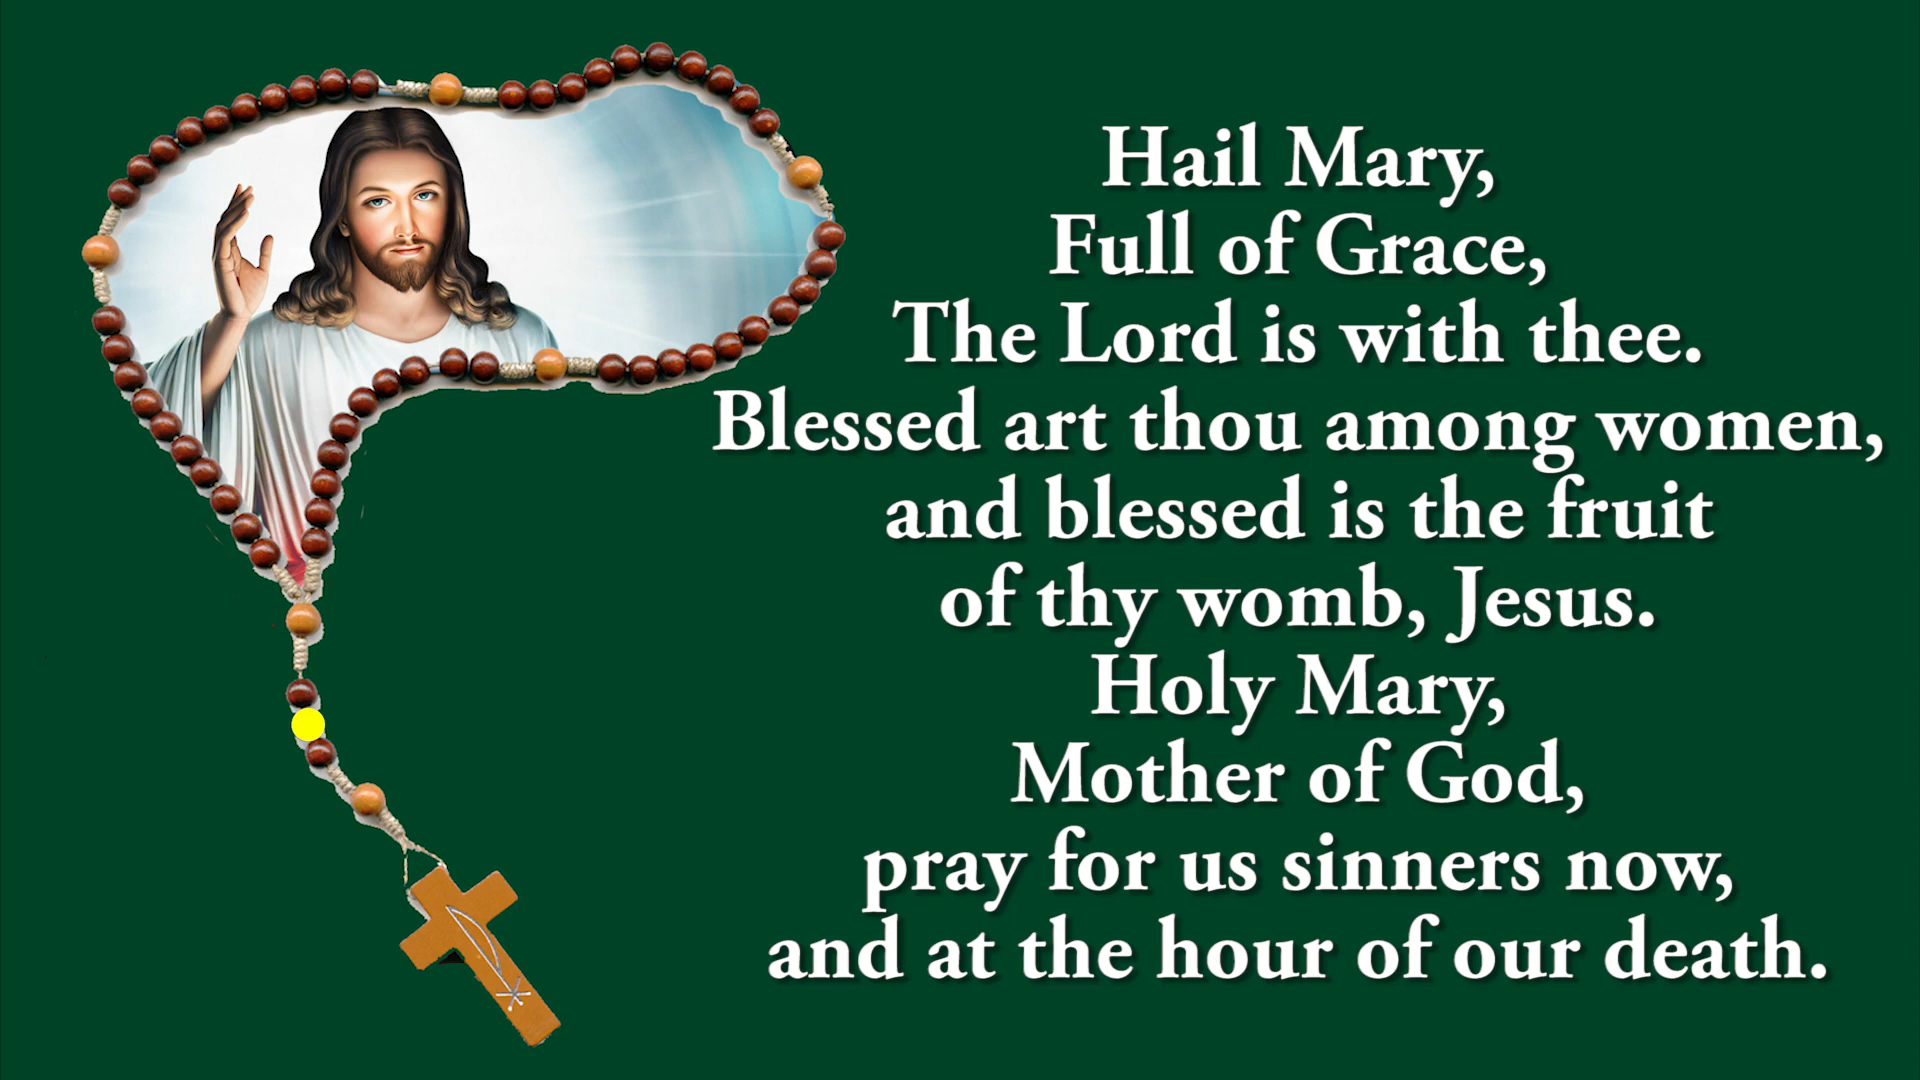 Hail Mary,
Full of Grace,
The Lord is with thee.
Blessed art thou among women,
and blessed is the fruit
of thy womb, Jesus.
Holy Mary,
Mother of God,
pray for us sinners now,
and at the hour of our death.